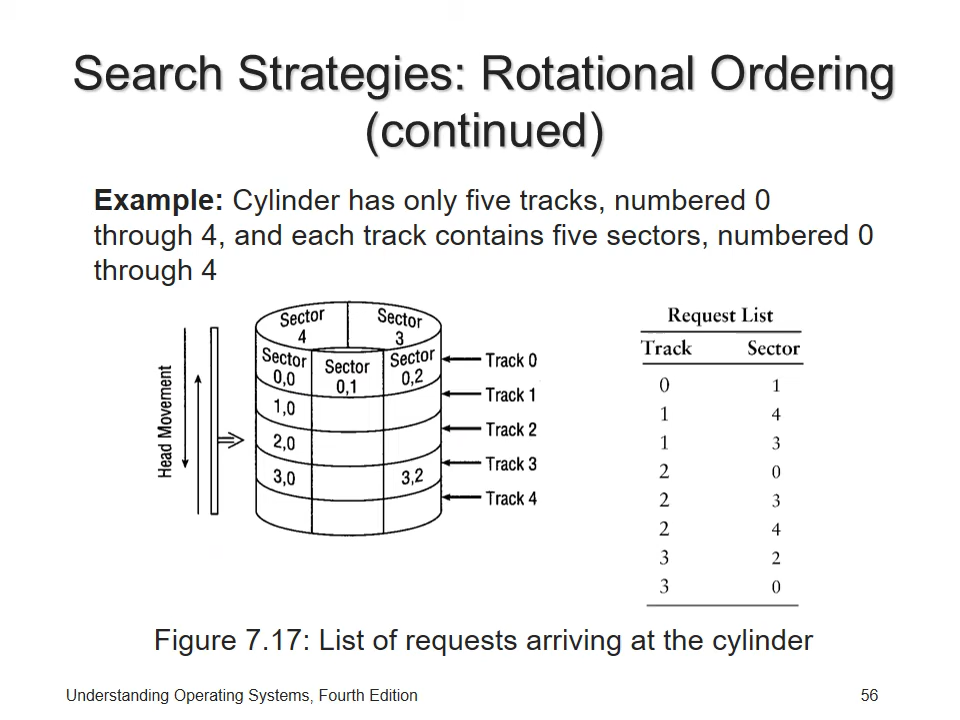 Search Strategies: Rotational Ordering
(continued)
Example: Cylinder has only five tracks, numbered 0
through 4, and each track contains five sectors, numbered 0
through 4
Head Movement
Sector
4
Sector
3
Sector
0,0
Sector
0,1
Sector
0,2
1,0
2,0
3,0
3,2
Track 0
Track 1
Track 2
Track 3
Track 4
Request List
Track Sector
0 1
1 4
1 3
2 0
2 3
2 4
3 2
3 0
Figure 7.17: List of requests arriving at the cylinder
Understanding Operating Systems, Fourth Edition 56